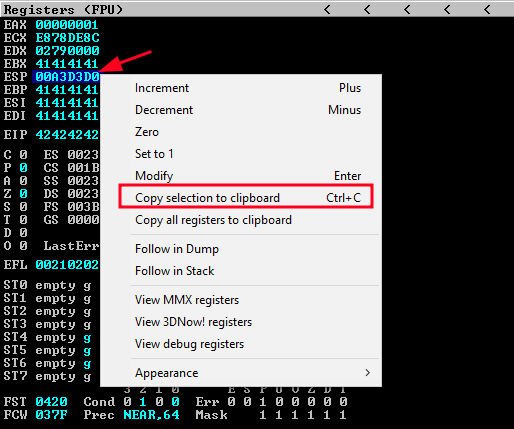 Registers (FPU) < < < < <
EAX 00000001
ECX E878DE8C
EDX 02790000
EBX 41414141
ESP 00A3D3D0
EBP 41414141
ESI 41414141
EDI 41414141
EIP 42424242
C 0 ES 0023
P 0 CS 001B
A 0 SS 0023
Z 0 DS 0023
S 0 FS 003B
T 0 GS 0000
D 0
O 0 LastErr
EFL 00210202
ST0 empty g
ST1 empty g
ST2 empty g
ST3 empty g
ST4 empty g
ST5 empty g
ST6 empty g
ST7 empty g
3 2 1 0 E S P U O Z D I
FST 0420 Cond 0 1 0 0 Err 0 0 1 0 0 0 0 0
FCW 037F Prec NEAR,64 Mask 1 1 1 1 1 1
Increment Plus
Decrement Minus
Zero
Set to 1
Modify Enter
Copy selection to clipboard Ctrl+C
Copy all registers to clipboard
Follow in Dump
Follow in Stack
View MMX registers
View 3DNow! registers
View debug registers
Appearance >